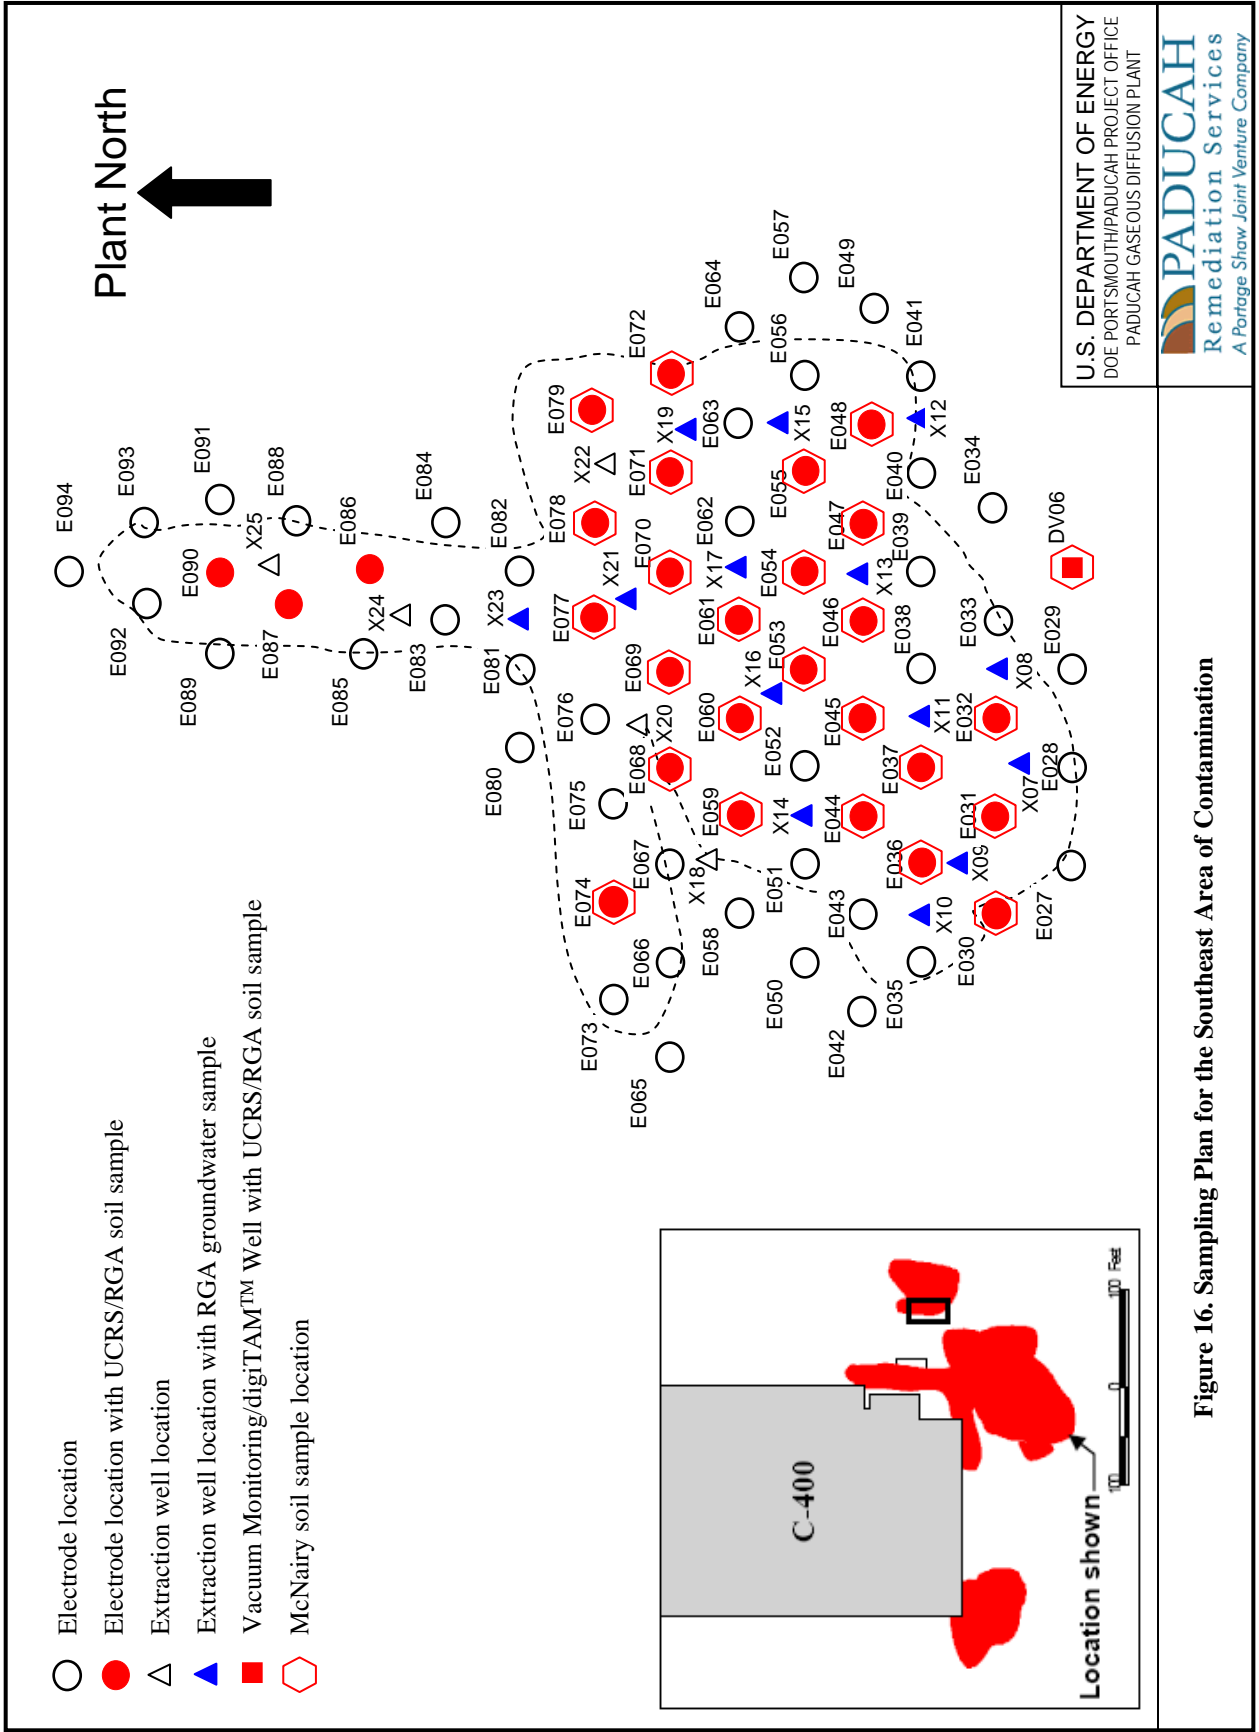 Plant North
Electrode location
Electrode location with UCRS/RGA soil sample
Extraction well location
Extraction well location with RGA groundwater sample
Vacuum Monitoring/digiTAM™ Well with UCRS/RGA soil sample
McNairy soil sample location
E094
E093
E091
E092
E090
X25
E088
E089
E087
E086
E085
X24
E084
E083
E082
X23
E081
E080
E079
X22
E078
E077
X21
E076
E075
E074
E073
E072
X19
E071
E070
E069
X20
E068
E067
E066
E065
E064
E063
E062
X17
E061
E060
E059
X18
E058
E057
E056
X15
E055
E054
E053
X16
E052
X14
E051
E050
E049
E048
E047
X13
E046
E045
E044
E043
E042
E041
X12
E040
E039
E038
X11
E037
E036
X09
X10
E035
E034
E033
X08
E032
E031
E030
X07
E029
E028
E027
DV06
C-400
Location shown
100 0 100 Feet
U.S. DEPARTMENT OF ENERGY
DOE PORTSMOUTH/PADUCAH PROJECT OFFICE
PADUCAH GASEOUS DIFFUSION PLANT
PADUCAH
Remediation Services
A Portage Shaw Joint Venture Company
Figure 16. Sampling Plan for the Southeast Area of Contamination